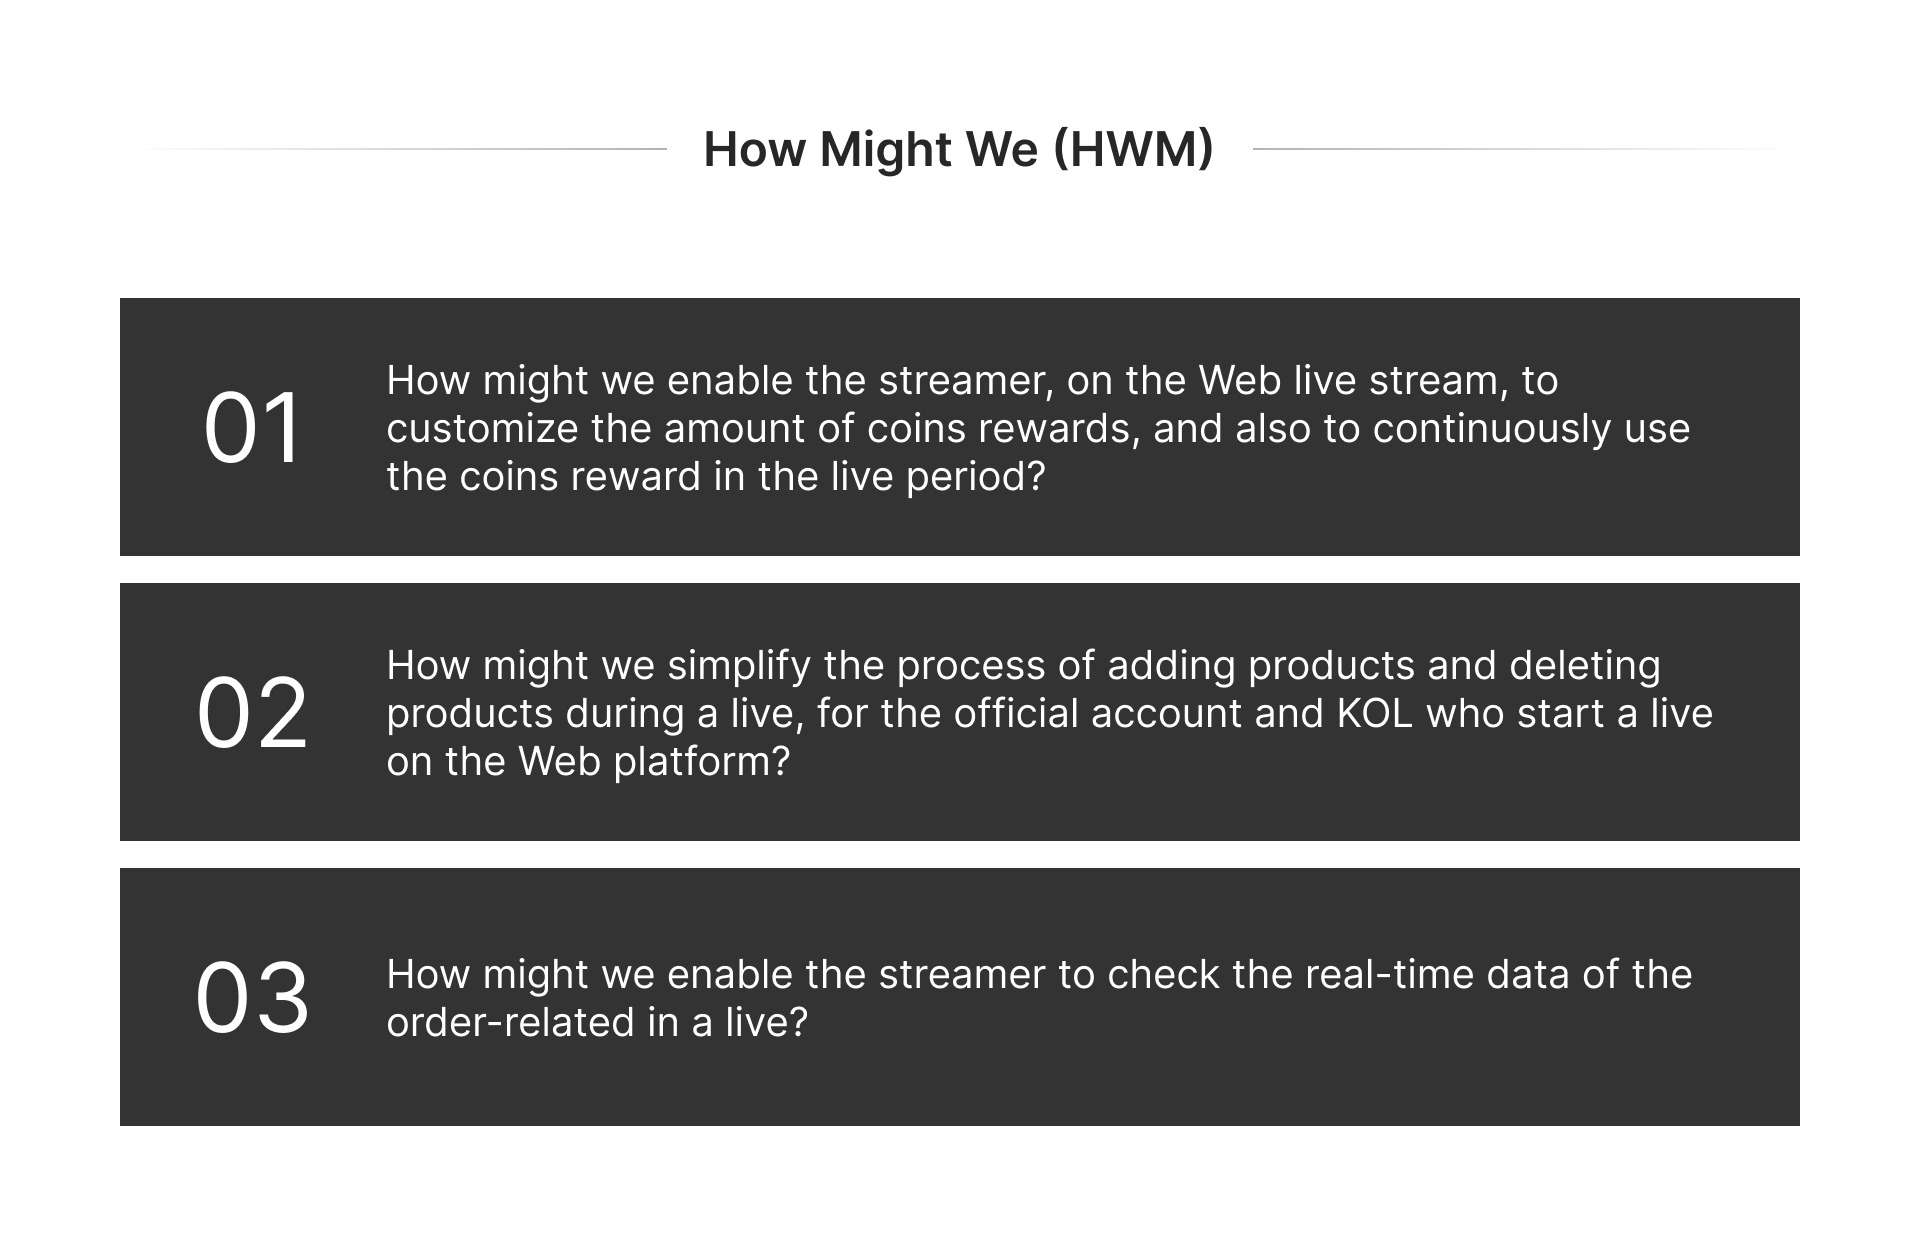 How Might We (HWM)
01
How might we enable the streamer, on the Web live stream, to
customize the amount of coins rewards, and also to continuously use
the coins reward in the live period?
02
How might we simplify the process of adding products and deleting
products during a live, for the official account and KOL who start a live
on the Web platform?
03
How might we enable the streamer to check the real-time data of the
order-related in a live?